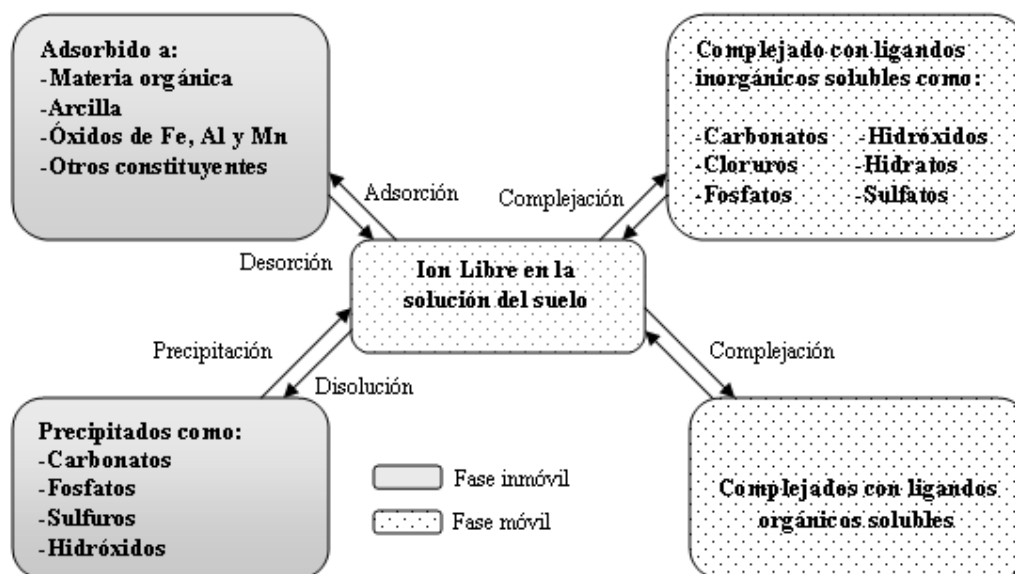 Adsorbido a:
-Materia orgánica
-Arcilla
-Óxidos de Fe, Al y Mn
-Otros constituyentes
Complejado con ligandos
inorgánicos solubles como:
-Carbonatos -Hidróxidos
-Cloruros -Hidratos
-Fosfatos -Sulfatos
Adsorción
Complejación
Desorción
Ion Libre en la
solución del suelo
Precipitación
Complejación
Disolución
Precipitados como:
-Carbonatos
-Fosfatos
-Sulfuros
-Hidróxidos
Fase inmóvil
Fase móvil
Complejados con ligandos
orgánicos solubles